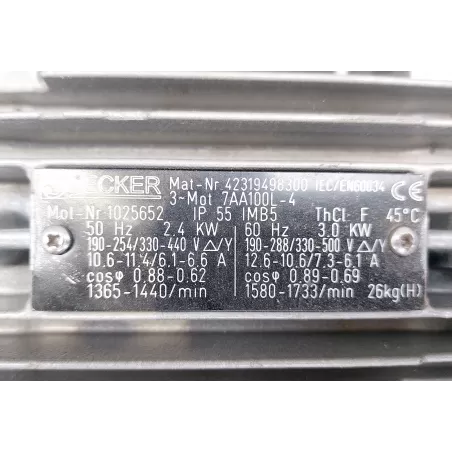 BECKER Mat-Nr 42319498300 IEC/EN60034 CE
3~Mot 7AA100L-4
Mot-Nr 1025652 IP 55 IMB5 ThCl. F 45°C
50 Hz 2.4 KW 60 Hz 3.0 KW
190-254/330-440 V △/Y 190-288/330-500 V △/Y
10.6-11.4/6.1-6.6 A 12.6-10.6/7.3-6.1 A
cosφ 0.88-0.62 cosφ 0.89-0.69
1365-1440/min 1580-1733/min 26kg(H)